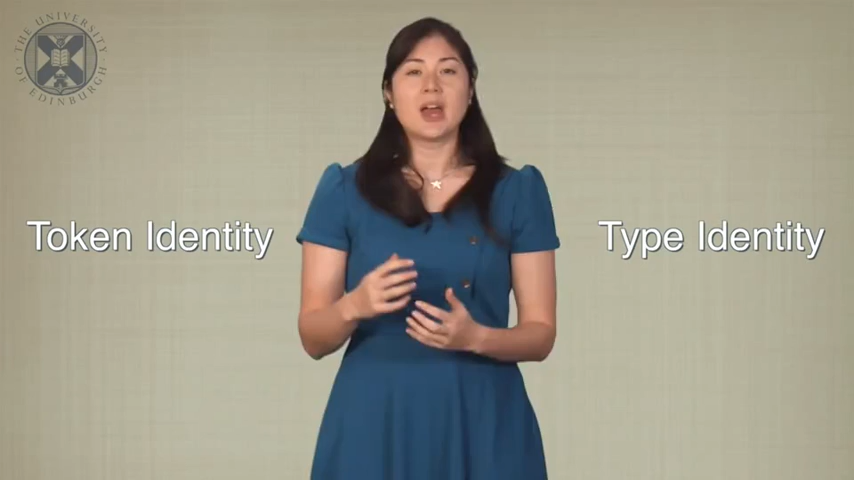 THE UNIVERSITY
OF EDINBURGH
Token Identity
Type Identity